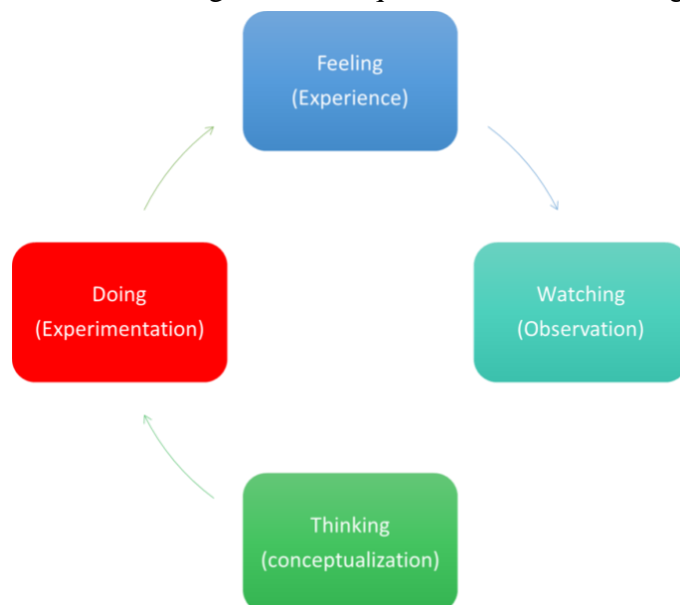 Feeling
(Experience)
Doing
(Experimentation)
Watching
(Observation)
Thinking
(conceptualization)